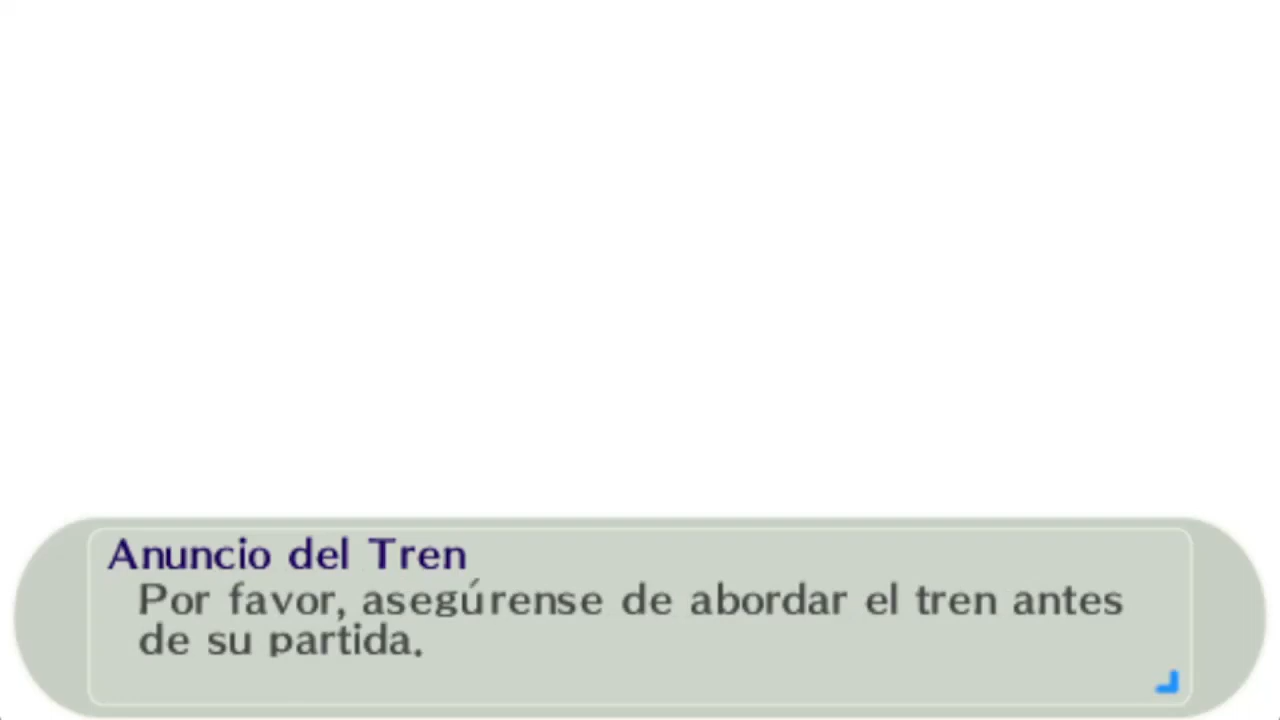 Anuncio del Tren
Por favor, asegúrense de abordar el tren antes
de su partida.